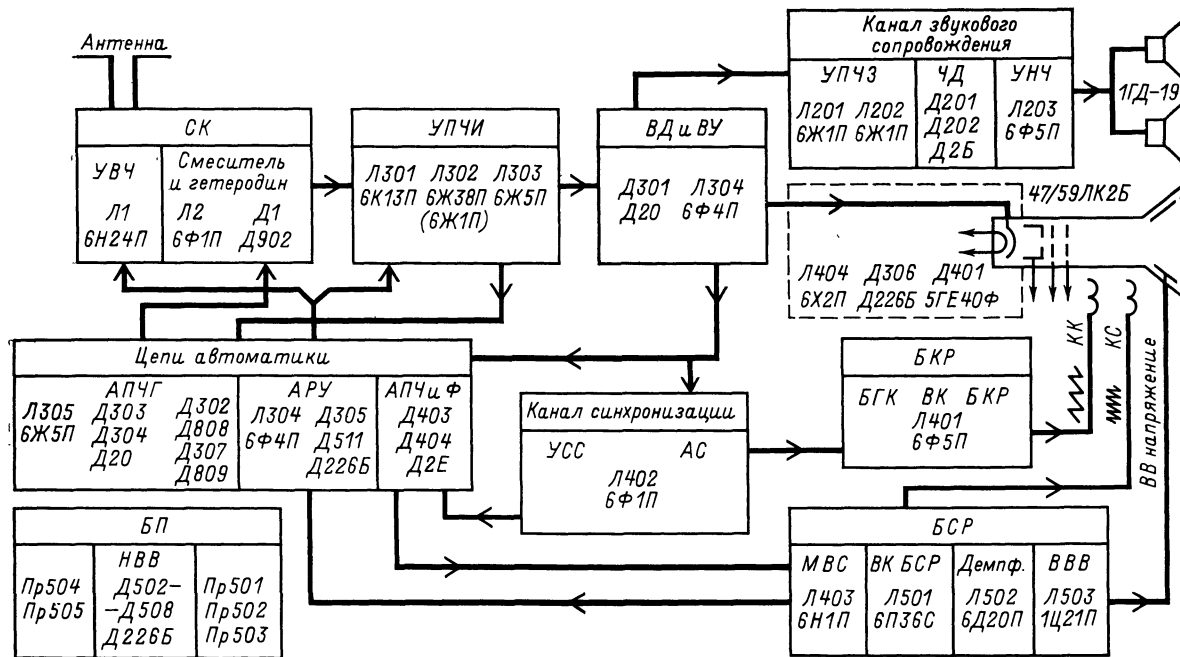 Антенна
СК
УВЧ
Л1
6Н24П
Смеситель
и гетеродин
Л2 Д1
6Ф1П Д902
УПЧИ
Л301 Л302 Л303
6К13П 6Ж38П 6Ж5П
(6Ж1П)
ВД и ВУ
Д301 Л304
Д20 6Ф4П
Канал звукового
сопровождения
УПЧЗ
Л201 Л202
6Ж1П 6Ж1П
ЧД
Д201
Д202
Д2Б
УНЧ
Л203
6Ф5П
1ГД-19
47/59ЛК2Б
Л404 Д306 Д401
6Х2П Д226Б 5ГЕ40Ф
КК
КС
ВВ напряжение
Цепи автоматики
АПЧГ
Л305
6Ж5П
Д303
Д304
Д20
Д302
Д808
Д307
Д809
АРУ
Л304 Д305
6Ф4П Д511
Д226Б
АПЧиФ
Д403
Д404
Д2Е
Канал синхронизации
УСС АС
Л402
6Ф1П
БКР
БГК ВК БКР
Л401
6Ф5П
БП
Пр504
Пр505
НВВ
Д502-
-Д508
Д226Б
Пр501
Пр502
Пр503
БСР
МВС
Л403
6Н1П
ВК БСР
Л501
6П36С
Демпф.
Л502
6Д20П
ВВВ
Л503
1Ц21П